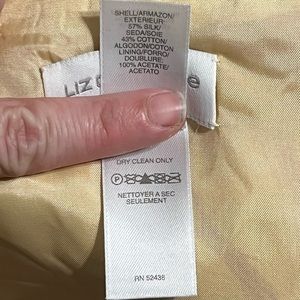 SHELL/ARMAZON/
EXTERIEUR:
57% SILK/
SEDA/SOIE
43% COTTON/
ALGODON/COTON
LINING/FORRO/
DOUBLURE:
100% ACETATE/
ACETATO
LIZ
DRY CLEAN ONLY
NETTOYER A SEC
SEULEMENT
RN 52438